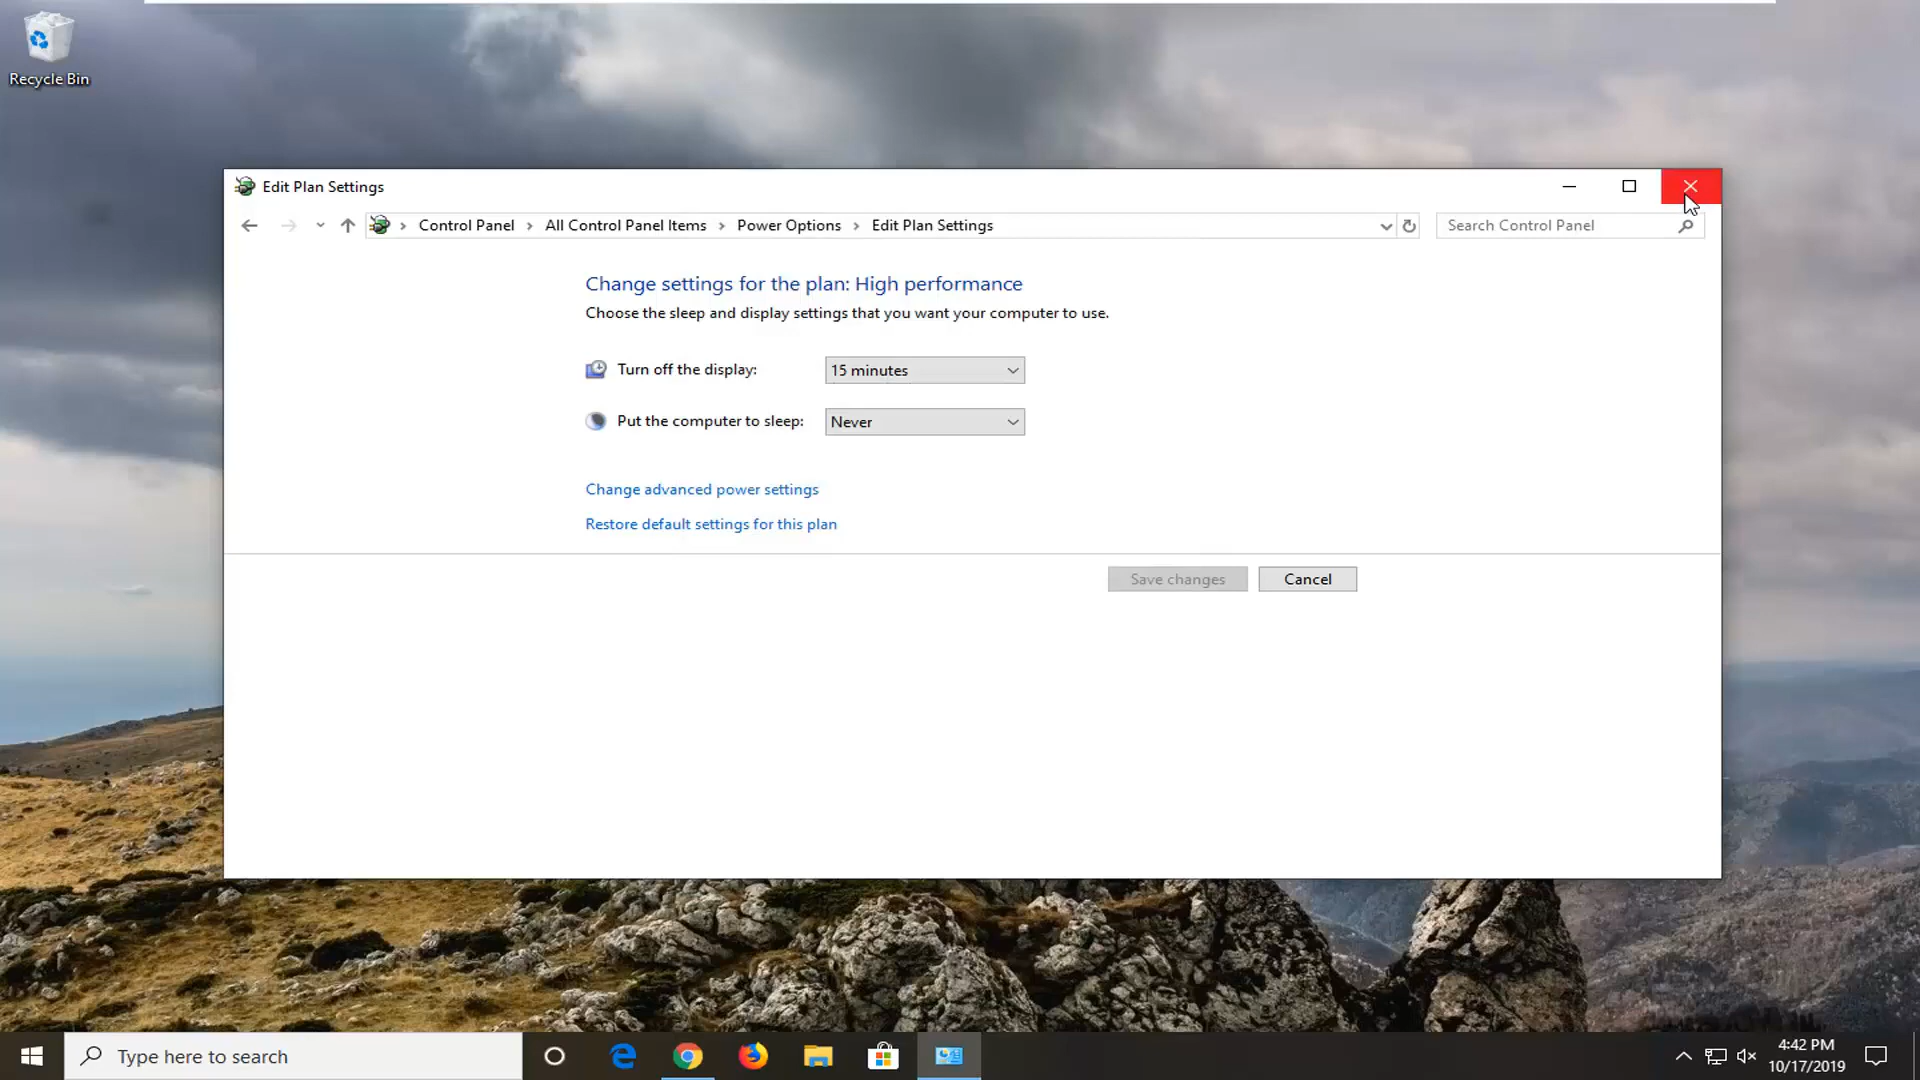 Recycle Bin
Edit Plan Settings
Control Panel
All Control Panel Items
Power Options
Edit Plan Settings
Search Control Panel
Change settings for the plan: High performance
Choose the sleep and display settings that you want your computer to use.
Turn off the display:
15 minutes
Put the computer to sleep:
Never
Change advanced power settings
Restore default settings for this plan
Save changes
Cancel
Type here to search
4:42 PM
10/17/2019